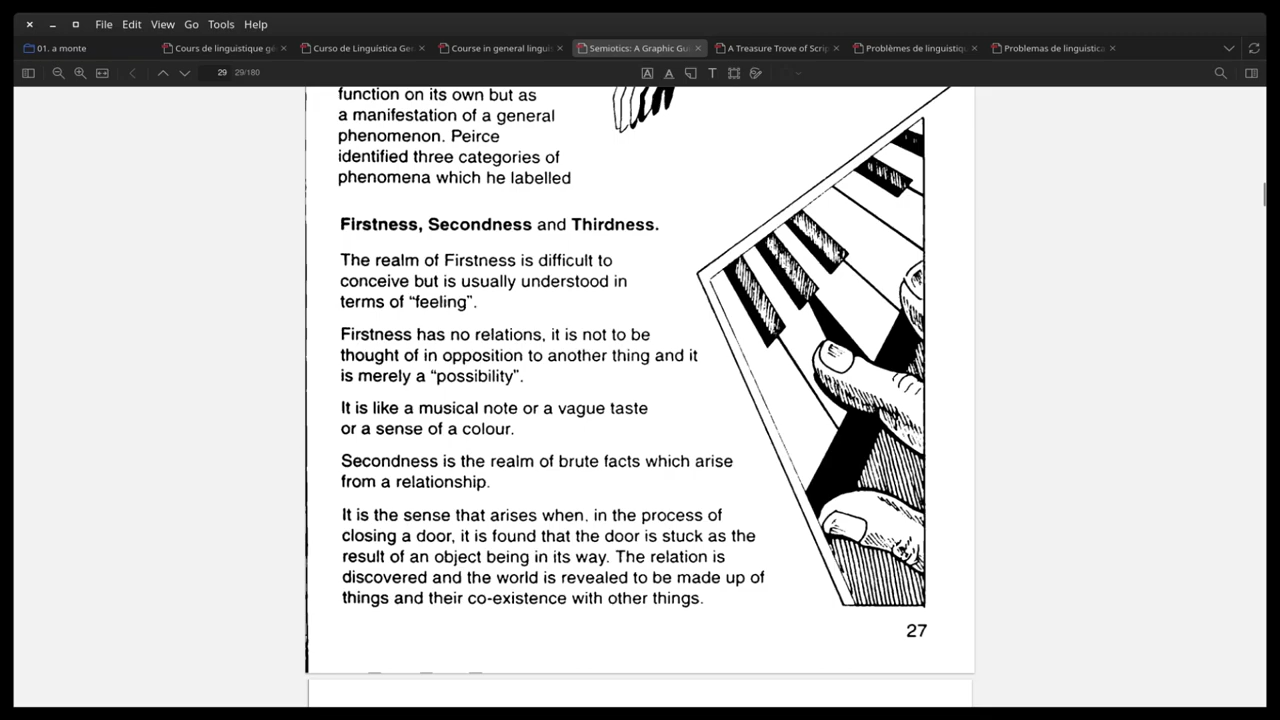 File Edit View Go Tools Help
01. a monte
Cours de linguistique gé
Curso de Linguística Ge
Course in general lingui
Semiotics: A Graphic Gu
A Treasure Trove of Scrip
Problèmes de linguistiqu
Problemas de linguistica
29 29/180
function on its own but as
a manifestation of a general
phenomenon. Peirce
identified three categories of
phenomena which he labelled
Firstness, Secondness and Thirdness.
The realm of Firstness is difficult to
conceive but is usually understood in
terms of “feeling”.
Firstness has no relations, it is not to be
thought of in opposition to another thing and it
is merely a “possibility”.
It is like a musical note or a vague taste
or a sense of a colour.
Secondness is the realm of brute facts which arise
from a relationship.
It is the sense that arises when. in the process of
closing a door, it is found that the door is stuck as the
result of an object being in its way. The relation is
discovered and the world is revealed to be made up of
things and their co-existence with other things.
27